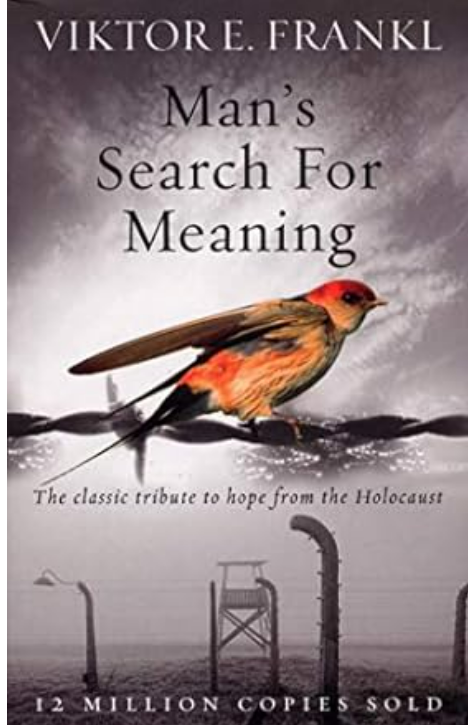 VIKTOR E. FRANKL
Man's
Search For
Meaning
The classic tribute to hope from the Holocaust
12 MILLION COPIES SOLD